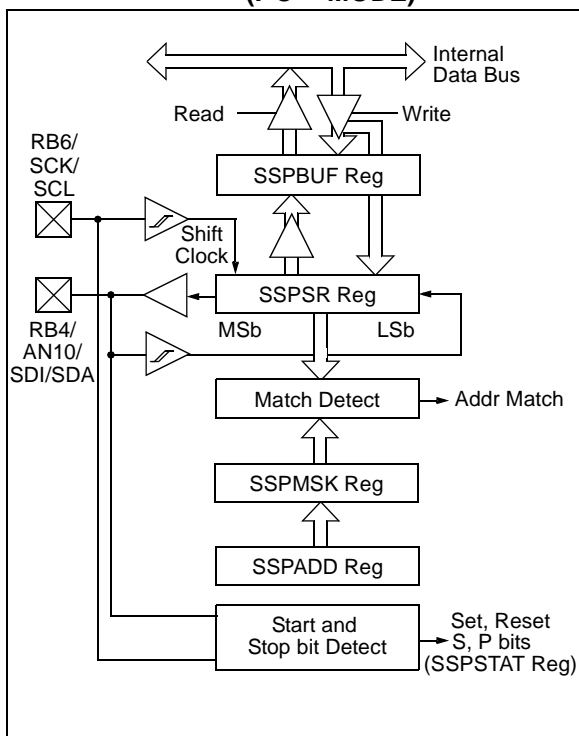 Internal
Data Bus
Read
Write
RB6/
SCK/
SCL
SSPBUF Reg
Shift
Clock
SSPSR Reg
MSb
LSb
RB4/
AN10/
SDI/SDA
Match Detect
Addr Match
SSPMSK Reg
SSPADD Reg
Start and
Stop bit Detect
Set, Reset
S, P bits
(SSPSTAT Reg)